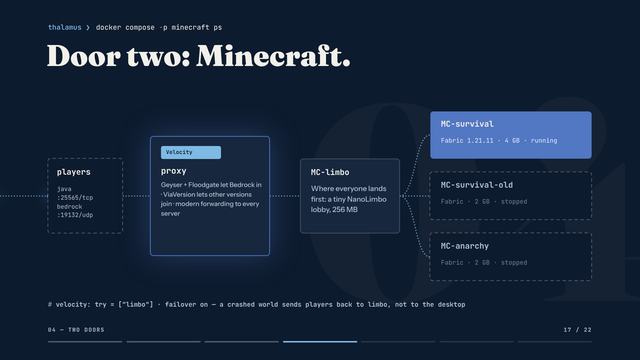 thalamus ❯ docker compose -p minecraft ps
Door two: Minecraft.
players
java
:25565/tcp
bedrock
:19132/udp
Velocity
proxy
Geyser + Floodgate let Bedrock in
· ViaVersion lets other versions
join · modern forwarding to every
server
MC-limbo
Where everyone lands
first: a tiny NanoLimbo
lobby, 256 MB
MC-survival
Fabric 1.21.11 · 4 GB · running
MC-survival-old
Fabric · 2 GB · stopped
MC-anarchy
Fabric · 2 GB · stopped
# velocity: try = ["limbo"] · failover on — a crashed world sends players back to limbo, not to the desktop
04 — TWO DOORS
17 / 22
04